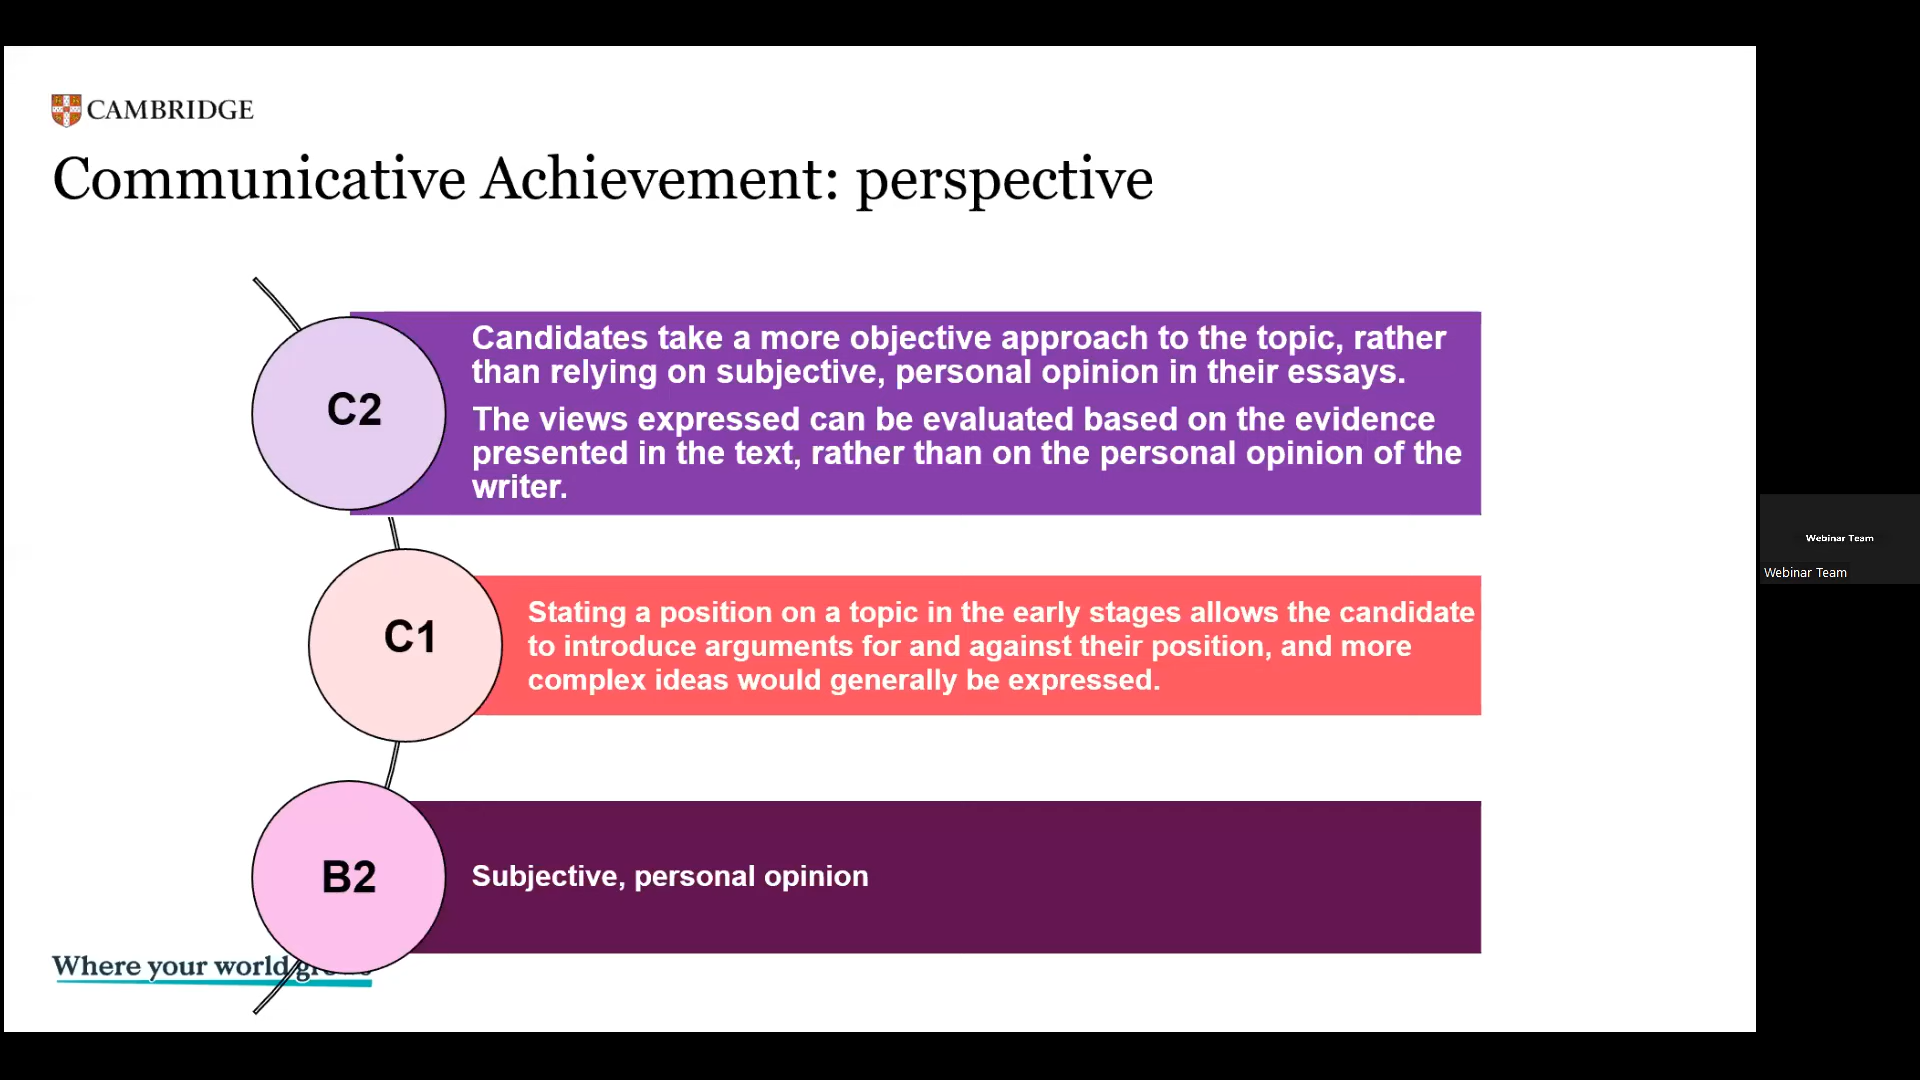 CAMBRIDGE
Communicative Achievement: perspective
C2
Candidates take a more objective approach to the topic, rather
than relying on subjective, personal opinion in their essays.
The views expressed can be evaluated based on the evidence
presented in the text, rather than on the personal opinion of the
writer.
C1
Stating a position on a topic in the early stages allows the candidate
to introduce arguments for and against their position, and more
complex ideas would generally be expressed.
B2
Subjective, personal opinion
Where your world
Webinar Team
Webinar Team